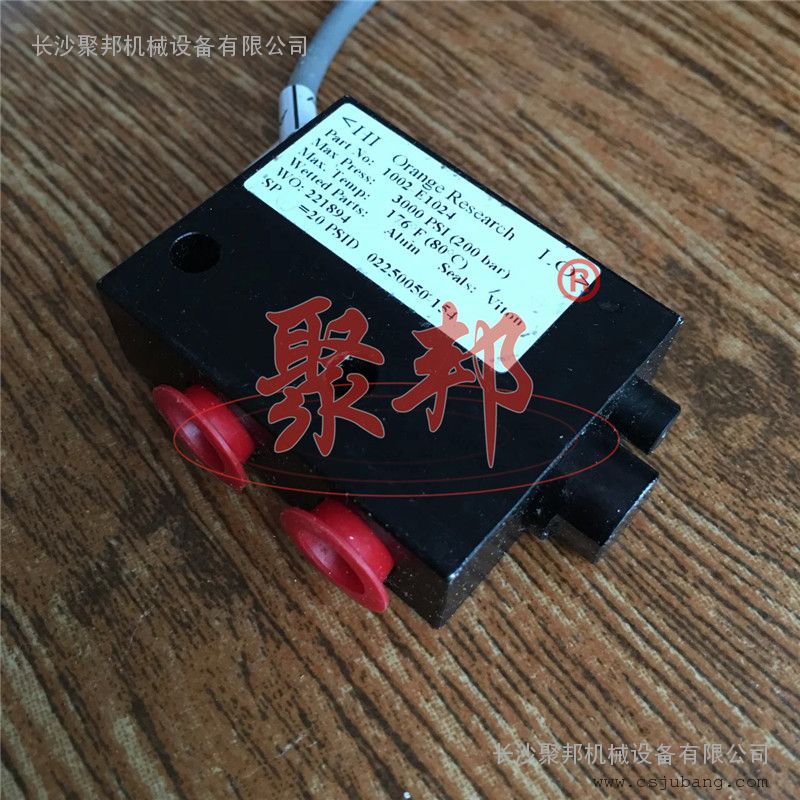 长沙聚邦机械设备有限公司
<HI Orange Research LO>
Part No: 1002 E1024
Max. Press: 3000 PSI (200 bar)
Max. Temp: 176°F (80°C)
Wetted Parts: Alum Seals: Viton
WO: 221894
SP =20 PSID 02250050 154
聚邦®
长沙聚邦机械设备有限公司
www.csjubang.com